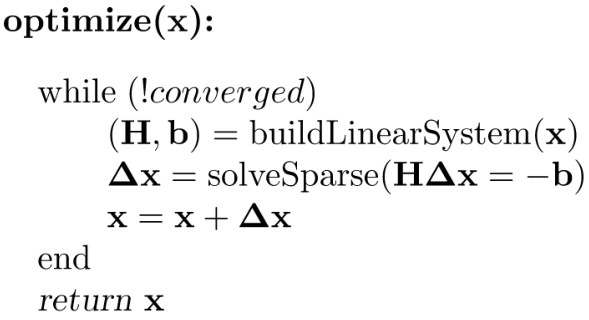 optimize(x):
while (!converged)
(H, b) = buildLinearSystem(x)
Δx = solveSparse(HΔx = −b)
x = x + Δx
end
return x